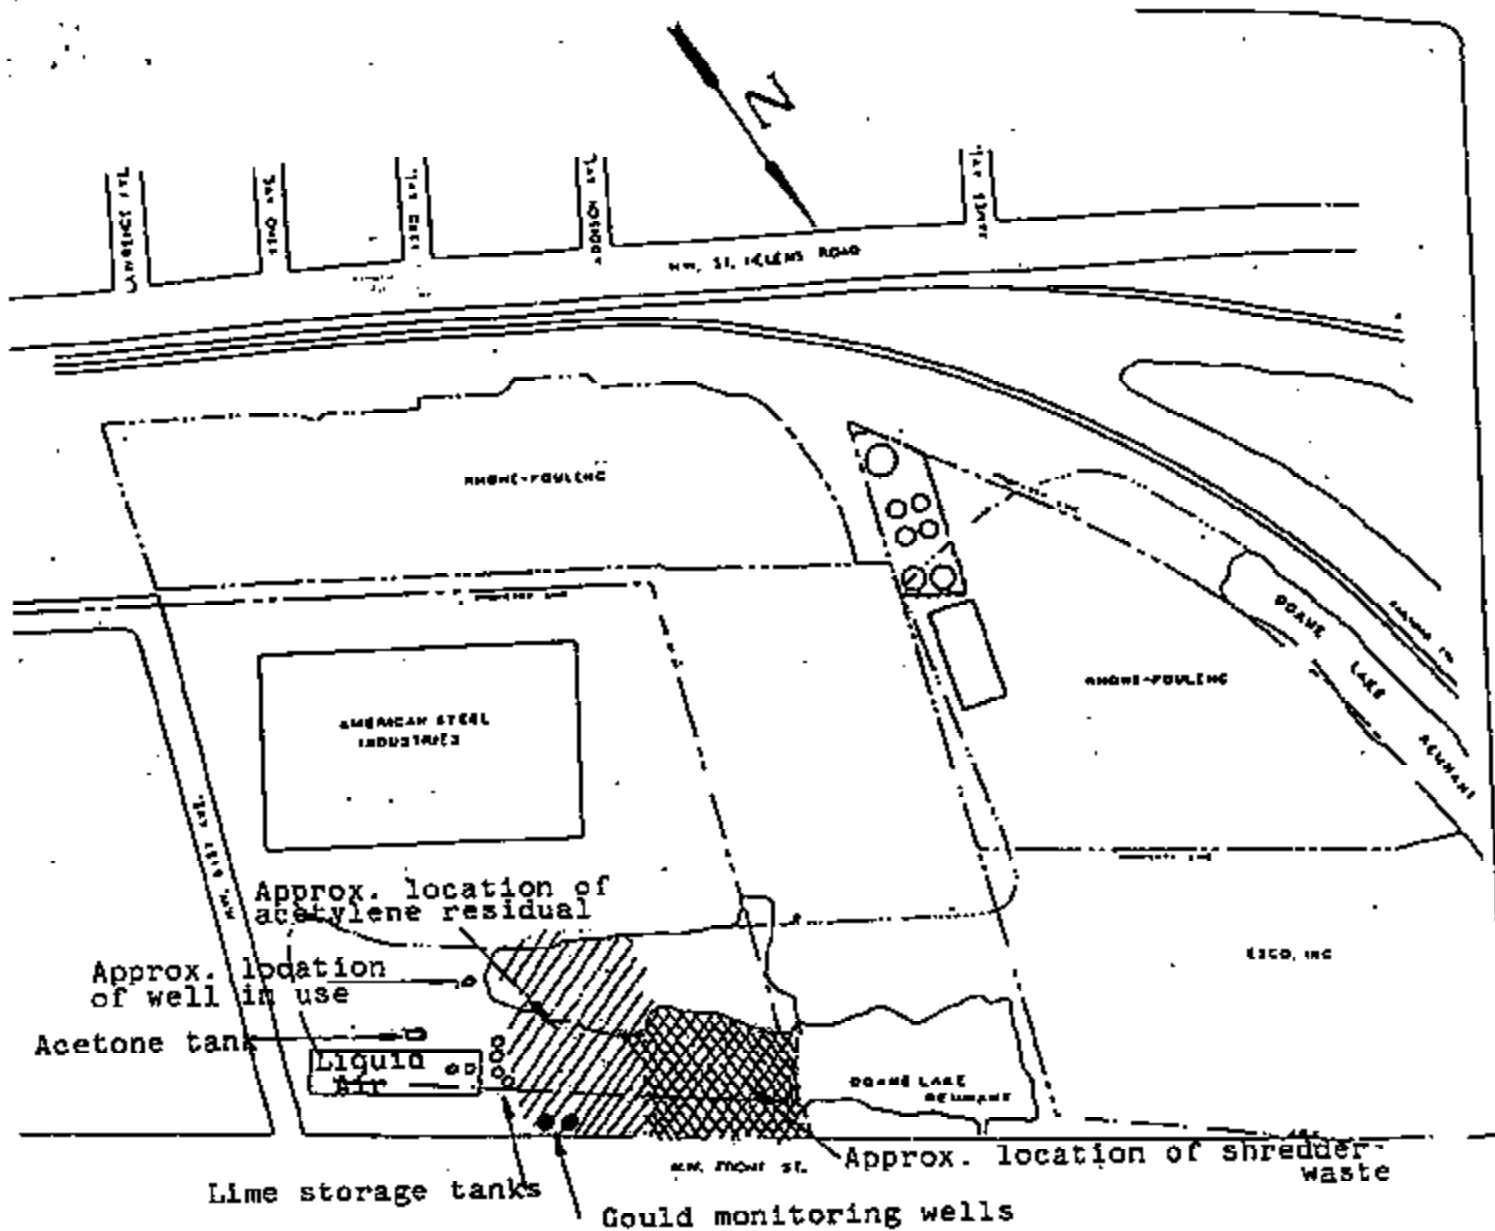 N
NW. ST. HELENS ROAD
RHONE-POULENC
DOANE
LAKE
REMNANT
RHONE-POULENC
AMERICAN STEEL
INDUSTRIES
Approx. location of
acetylene residual
ESCO, INC
Approx. location
of well in use
Acetone tank
Liquid
Air
DOANE LAKE
REMNANT
NW. FRONT ST.
Approx. location of shredder
waste
Lime storage tanks
Gould monitoring wells